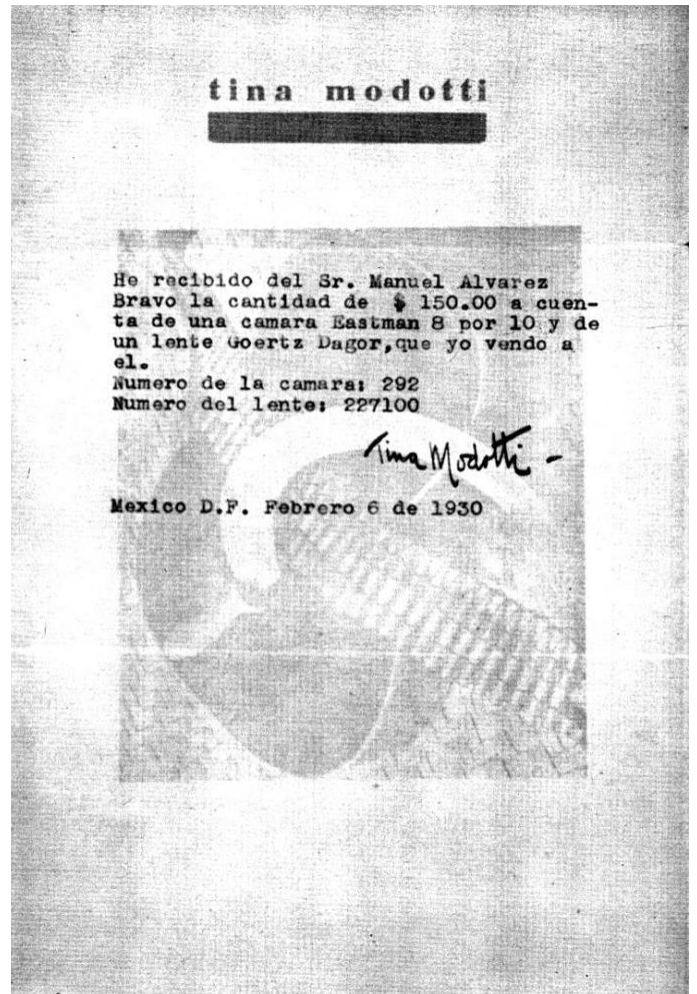 tina modotti
He recibido del Sr. Manuel Alvarez
Bravo la cantidad de $ 150.00 a cuen-
ta de una camara Eastman 8 por 10 y de
un lente Goertz Dagor,que yo vendo a
el.
Numero de la camara: 292
Numero del lente: 227100
Tina Modotti -
Mexico D.F. Febrero 6 de 1930